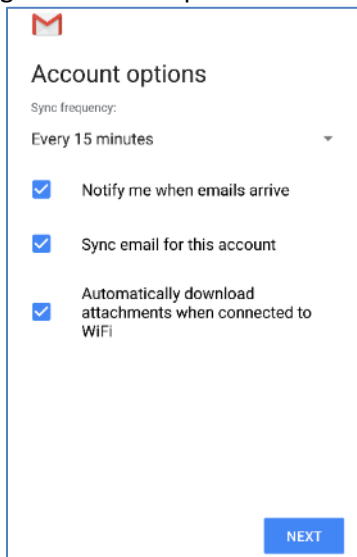 Account options
Sync frequency:
Every 15 minutes
Notify me when emails arrive
Sync email for this account
Automatically download
attachments when connected to
WiFi
NEXT